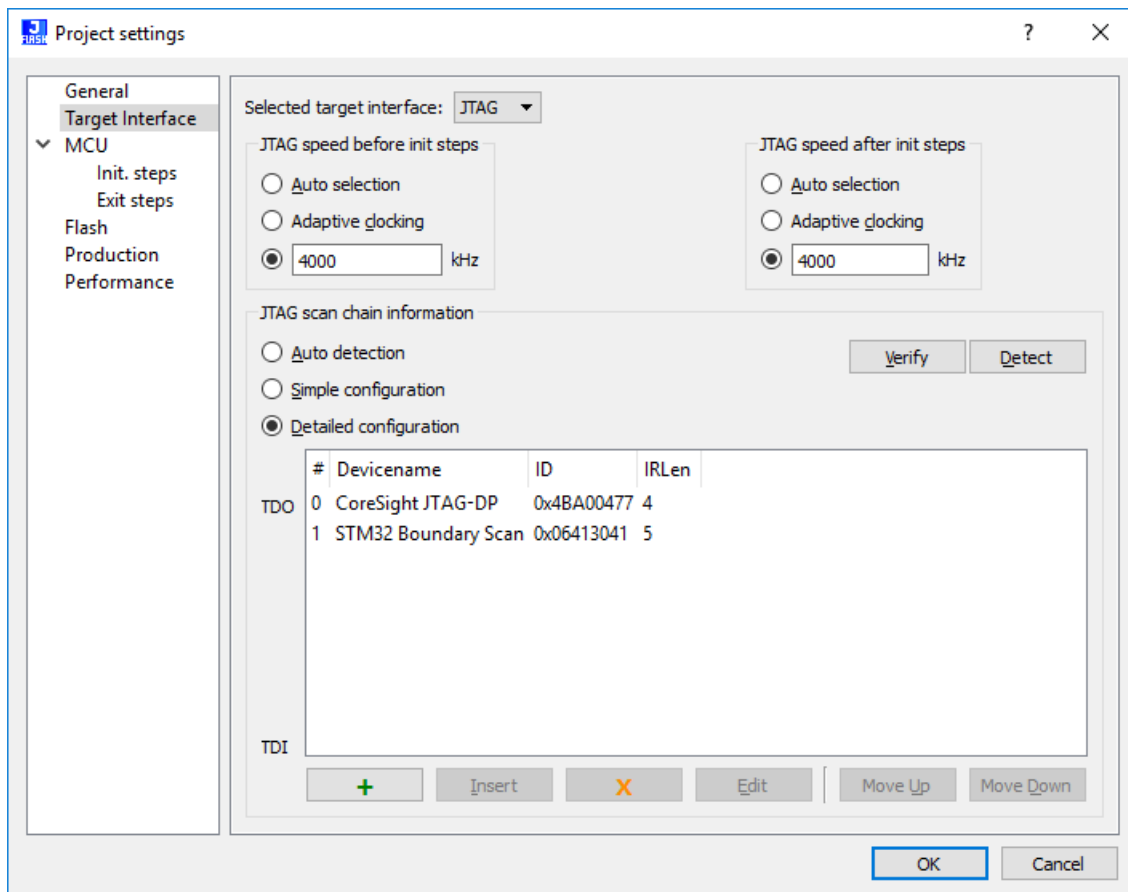 J FLASH Project settings ?
General
Target Interface
MCU
Init. steps
Exit steps
Flash
Production
Performance
Selected target interface: JTAG
JTAG speed before init steps
Auto selection
Adaptive clocking
4000 kHz
JTAG speed after init steps
Auto selection
Adaptive clocking
4000 kHz
JTAG scan chain information
Auto detection
Simple configuration
Detailed configuration
Verify Detect
# Devicename ID IRLen
TDO 0 CoreSight JTAG-DP 0x4BA00477 4
1 STM32 Boundary Scan 0x06413041 5
TDI
+ Insert X Edit Move Up Move Down
OK Cancel